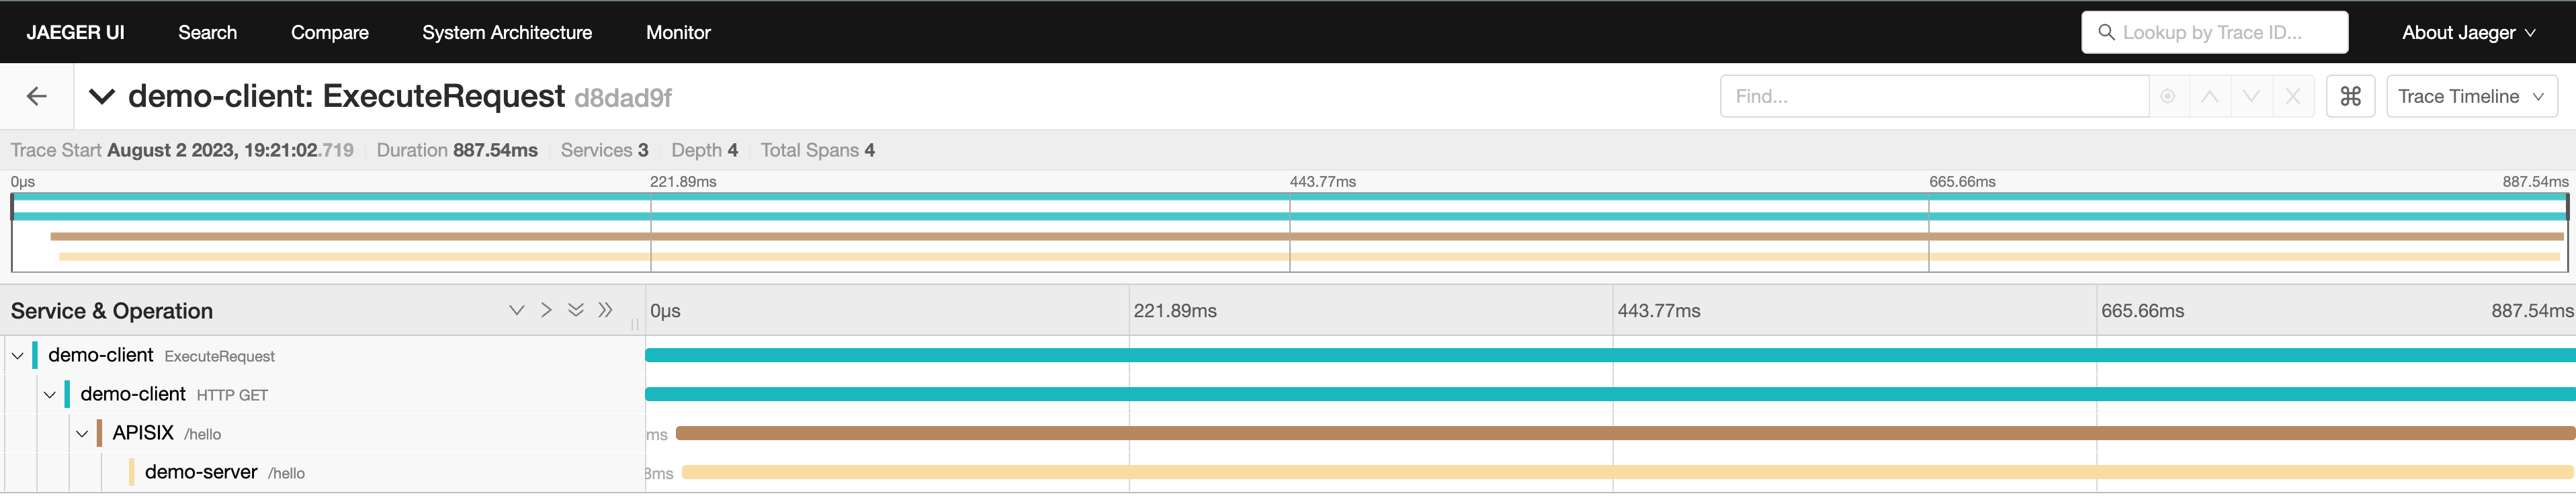 JAEGER UI Search Compare System Architecture Monitor Lookup by Trace ID... About Jaeger
demo-client: ExecuteRequest d8dad9f Find... Trace Timeline
Trace Start August 2 2023, 19:21:02.719 Duration 887.54ms Services 3 Depth 4 Total Spans 4
0μs 221.89ms 443.77ms 665.66ms 887.54ms
Service & Operation 0μs 221.89ms 443.77ms 665.66ms 887.54ms
demo-client ExecuteRequest
demo-client HTTP GET
APISIX /hello ms
demo-server /hello 8ms